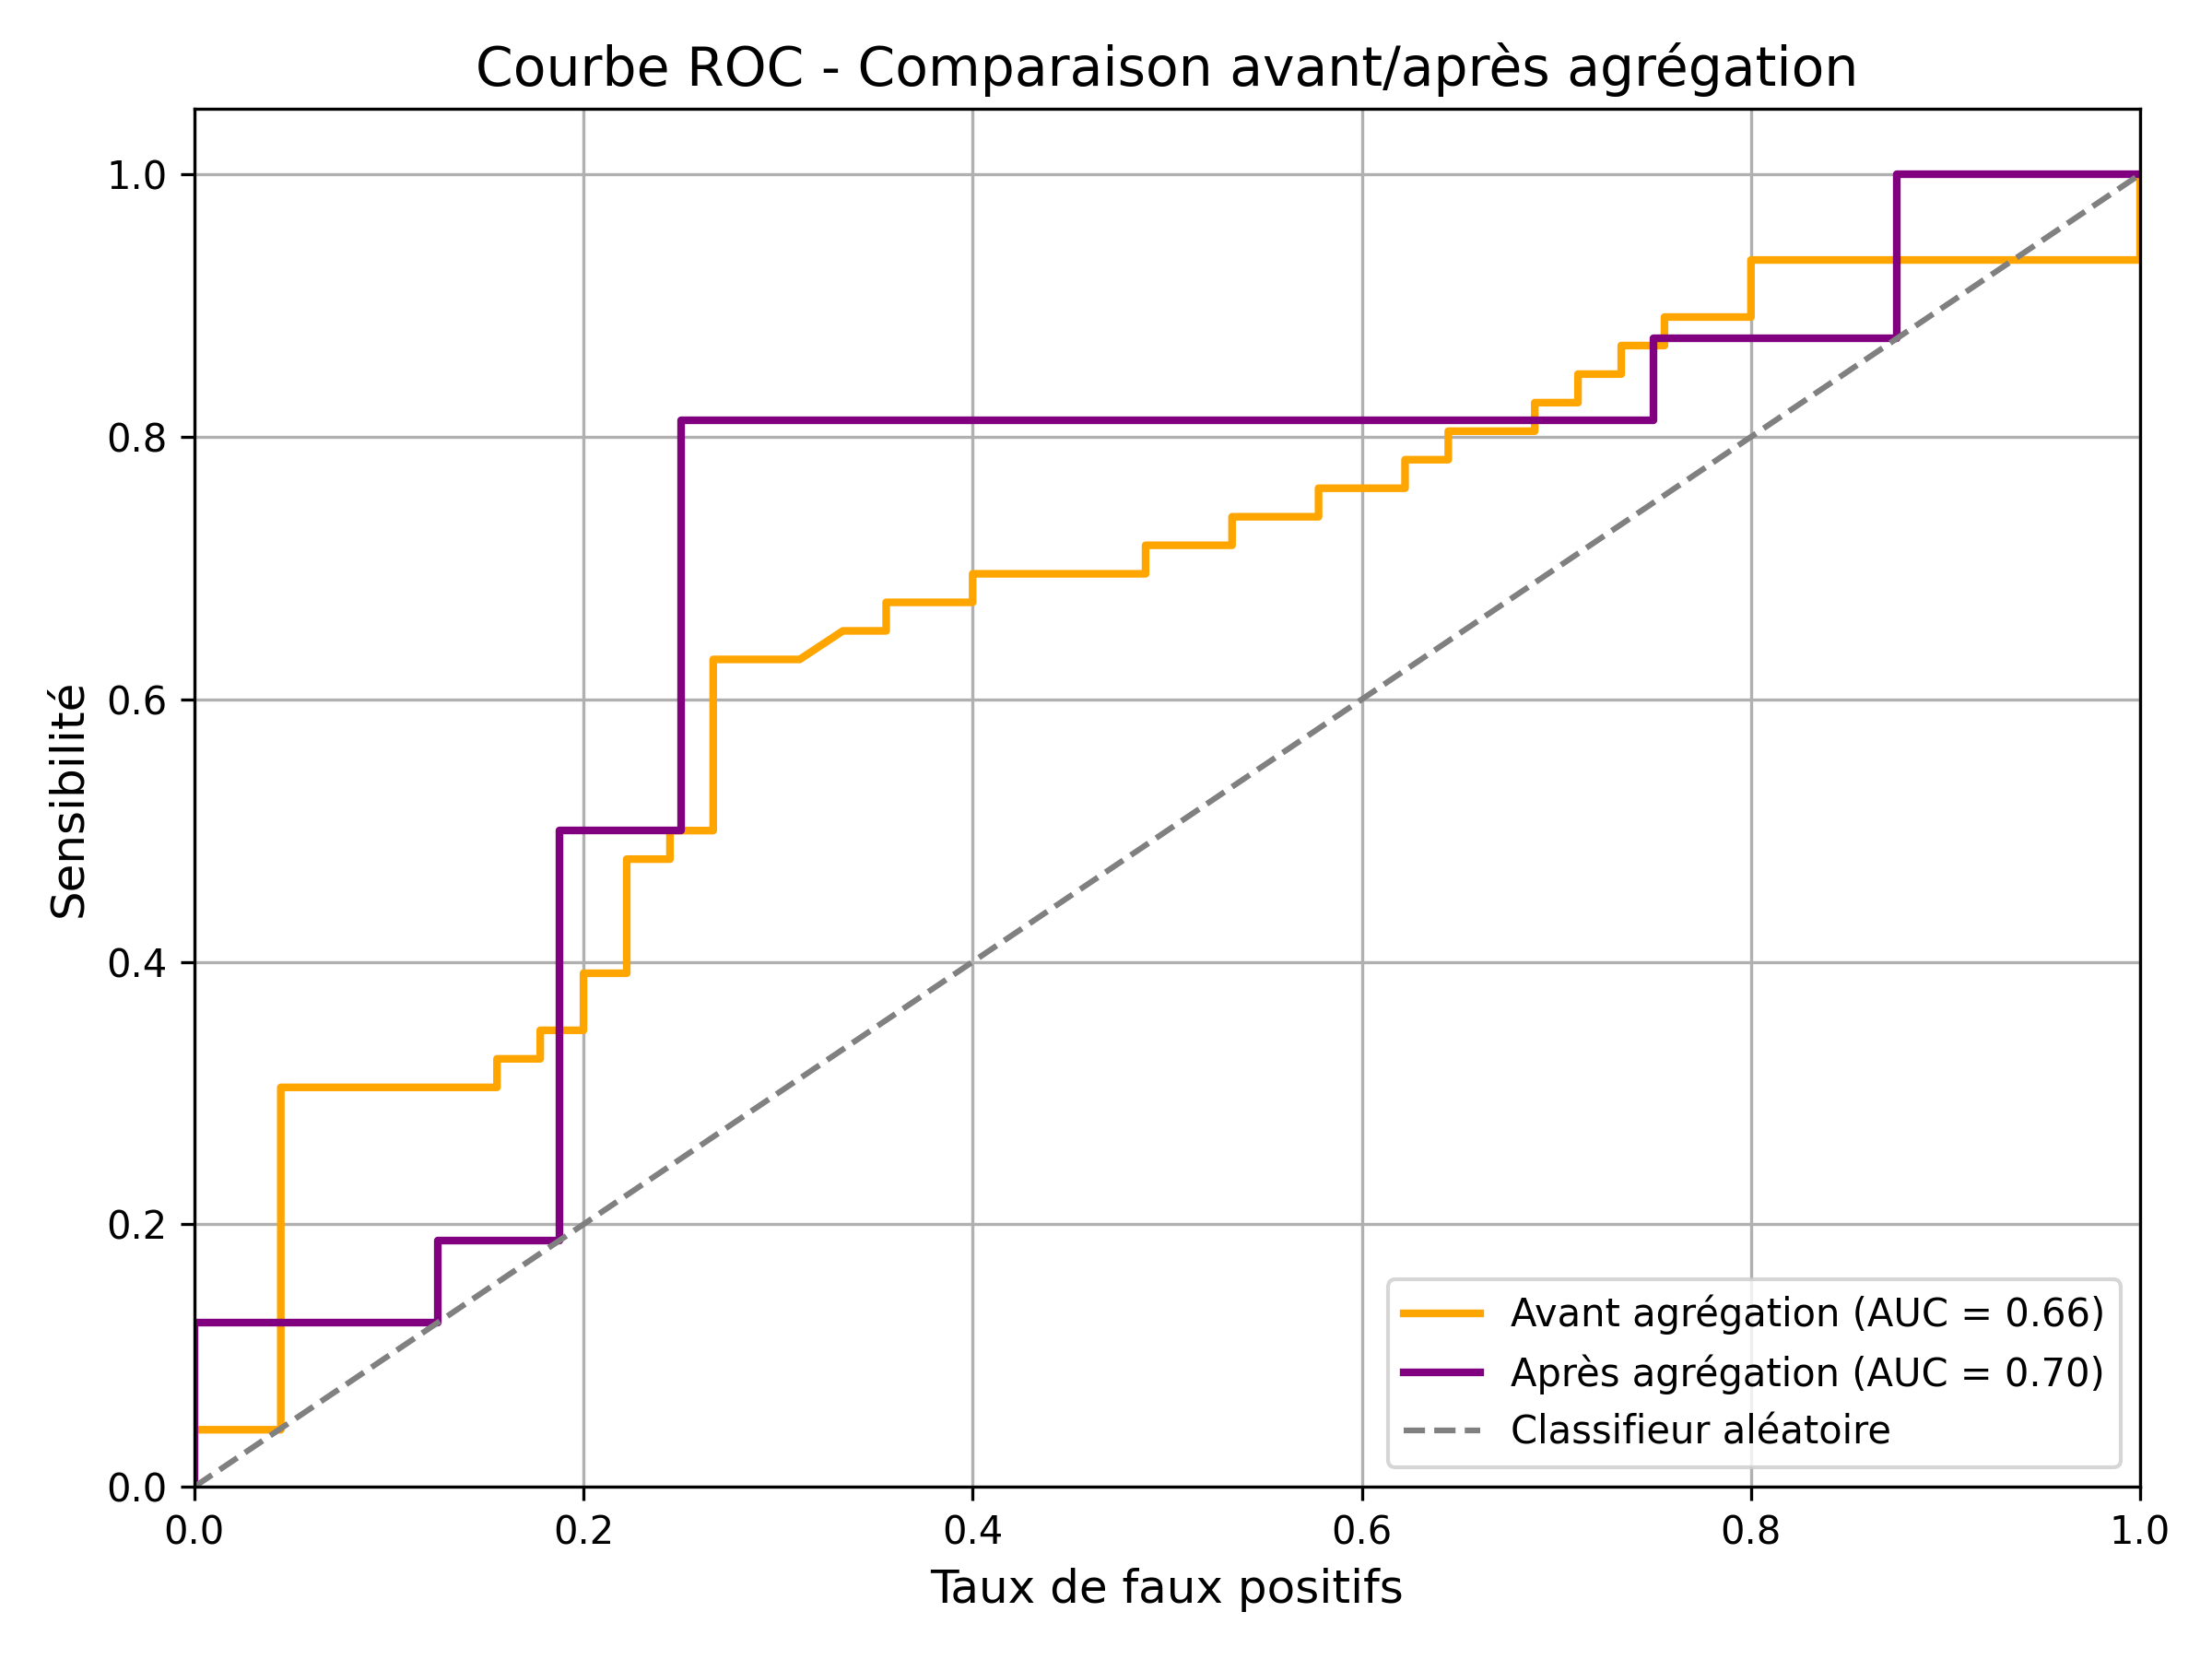 Courbe ROC - Comparaison avant/après agrégation
Sensibilité
1.0
0.8
0.6
0.4
0.2
0.0
0.0 0.2 0.4 0.6 0.8 1.0
Taux de faux positifs
Avant agrégation (AUC = 0.66)
Après agrégation (AUC = 0.70)
Classifieur aléatoire